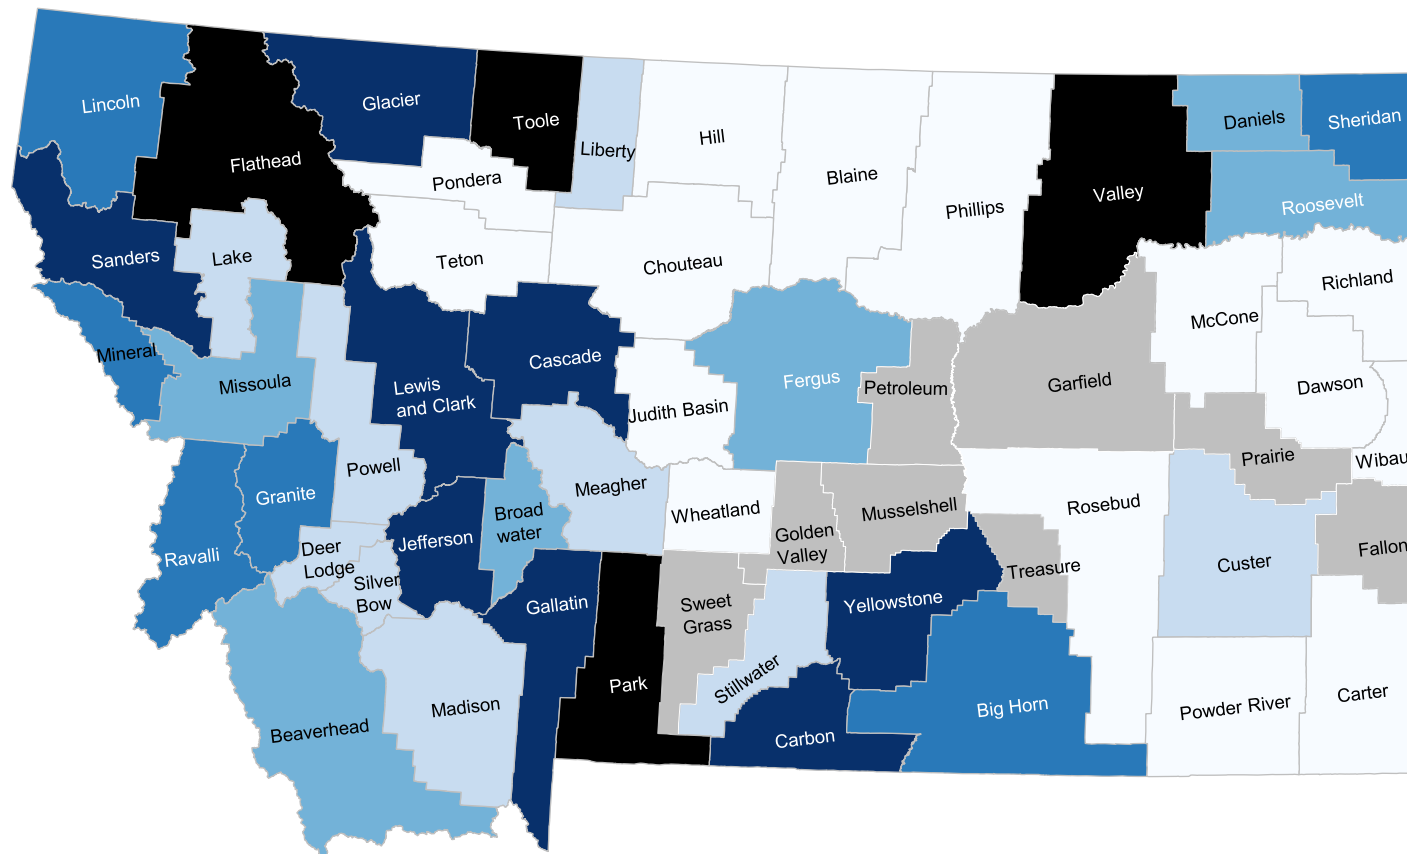 Lincoln
Glacier
Toole
Liberty
Hill
Blaine
Phillips
Valley
Daniels
Sheridan
Flathead
Pondera
Roosevelt
Sanders
Lake
Teton
Chouteau
Richland
McCone
Mineral
Missoula
Lewis
and Clark
Cascade
Fergus
Petroleum
Garfield
Dawson
Judith Basin
Powell
Granite
Meagher
Wheatland
Golden
Valley
Musselshell
Rosebud
Prairie
Wibau
Ravalli
Deer
Lodge
Silver
Bow
Jefferson
Broad
water
Gallatin
Sweet
Grass
Yellowstone
Treasure
Custer
Fallon
Park
Stillwater
Beaverhead
Madison
Carbon
Big Horn
Powder River
Carter